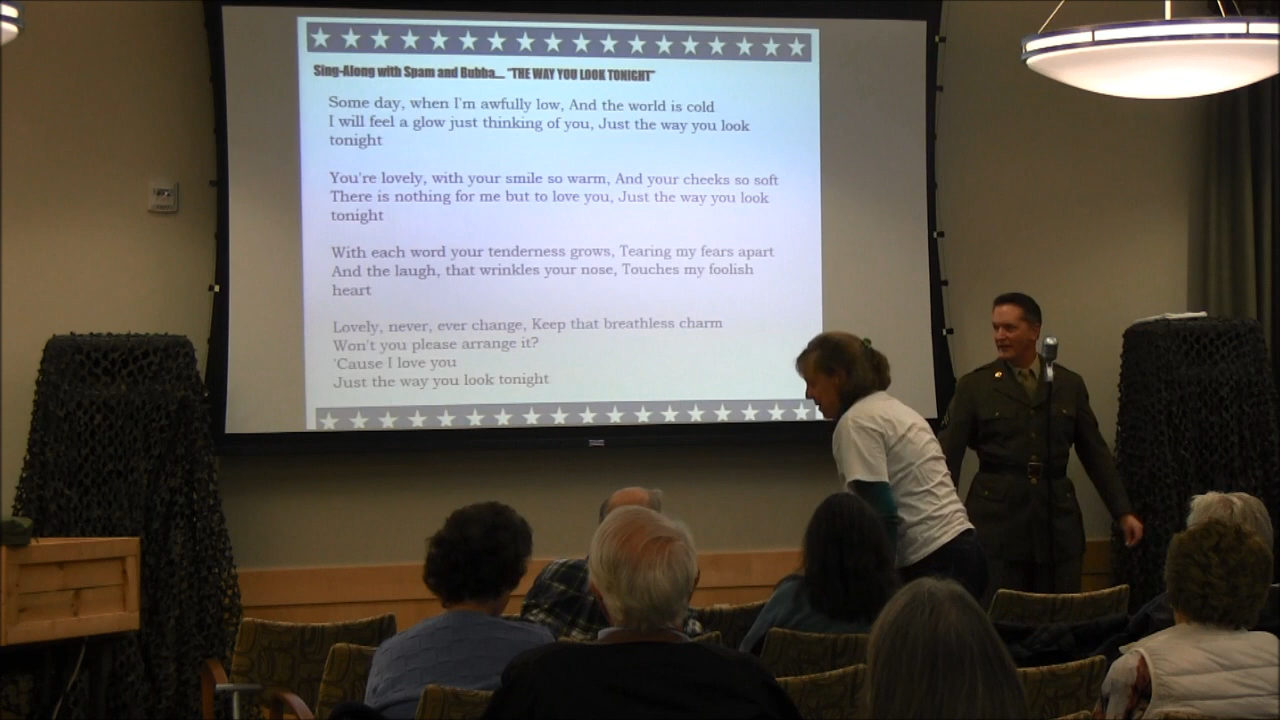 Sing-Along with Spam and Bubba... "THE WAY YOU LOOK TONIGHT"
Some day, when I'm awfully low, And the world is cold
I will feel a glow just thinking of you, Just the way you look
tonight
You're lovely, with your smile so warm, And your cheeks so soft
There is nothing for me but to love you, Just the way you look
tonight
With each word your tenderness grows, Tearing my fears apart
And the laugh, that wrinkles your nose, Touches my foolish
heart
Lovely, never, ever change, Keep that breathless charm
Won't you please arrange it?
'Cause I love you
Just the way you look tonight